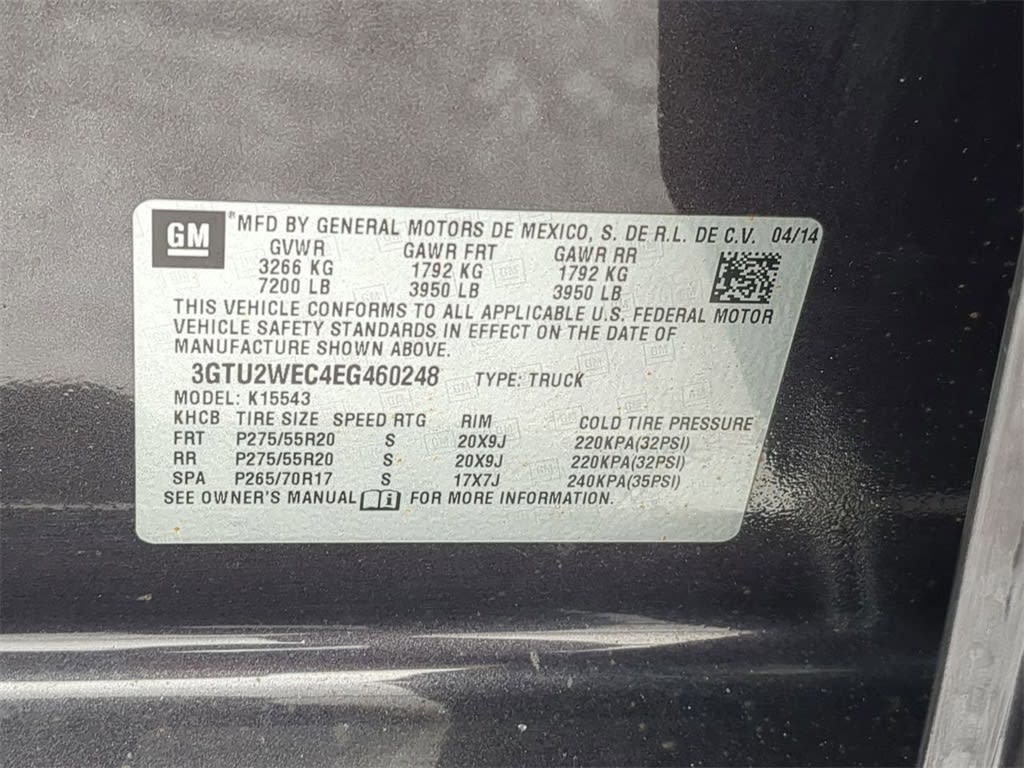 GM ® MFD BY GENERAL MOTORS DE MEXICO, S. DE R.L. DE C.V. 04/14
GVWR GAWR FRT GAWR RR
3266 KG 1792 KG 1792 KG
7200 LB 3950 LB 3950 LB
THIS VEHICLE CONFORMS TO ALL APPLICABLE U.S. FEDERAL MOTOR
VEHICLE SAFETY STANDARDS IN EFFECT ON THE DATE OF
MANUFACTURE SHOWN ABOVE.
3GTU2WEC4EG460248 TYPE: TRUCK
MODEL: K15543
KHCB TIRE SIZE SPEED RTG RIM COLD TIRE PRESSURE
FRT P275/55R20 S 20X9J 220KPA(32PSI)
RR P275/55R20 S 20X9J 220KPA(32PSI)
SPA P265/70R17 S 17X7J 240KPA(35PSI)
SEE OWNER'S MANUAL i FOR MORE INFORMATION.